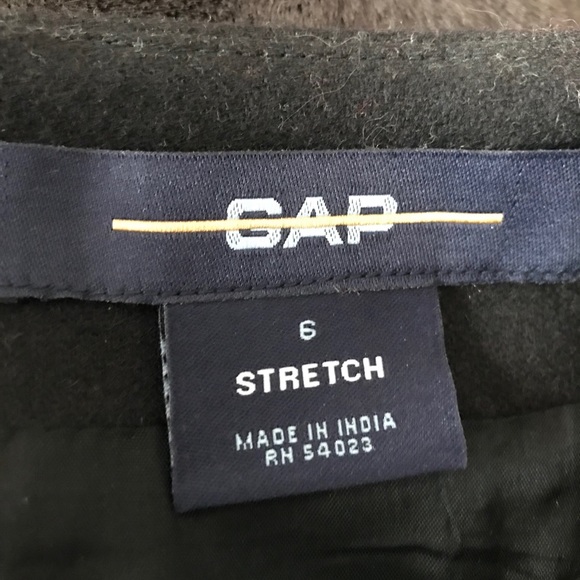 GAP
6
STRETCH
MADE IN INDIA
RN 54023